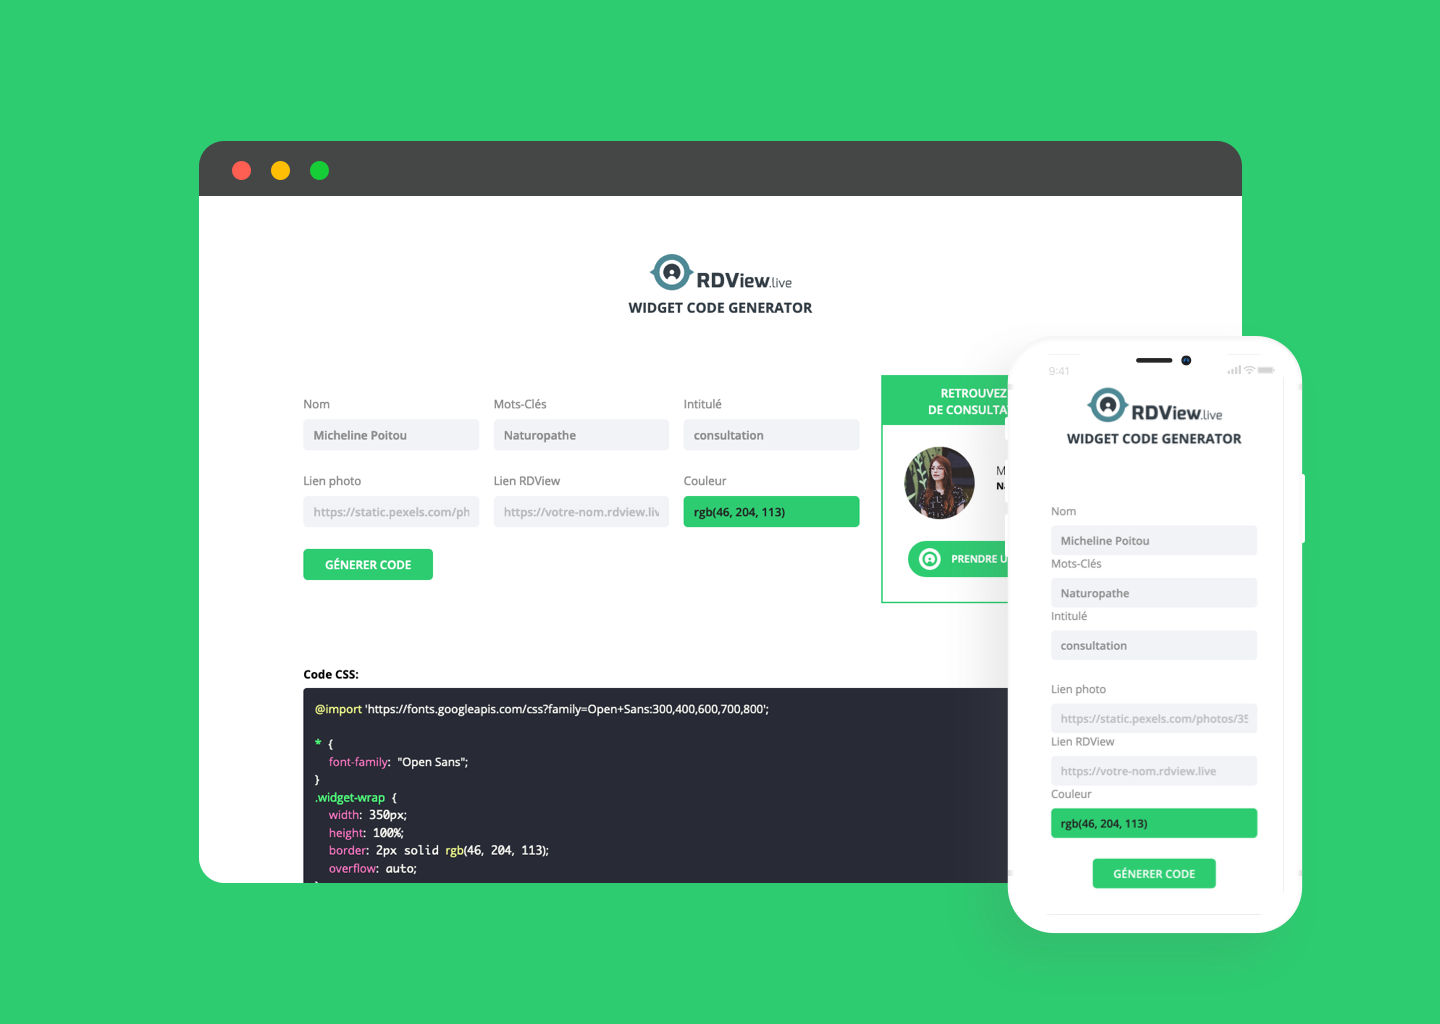 RDView.live
WIDGET CODE GENERATOR
Nom
Mots-Clés
Intitulé
Micheline Poitou
Naturopathe
consultation
Lien photo
Lien RDView
Couleur
https://static.pexels.com/ph
https://votre-nom.rdview.liv
rgb(46, 204, 113)
GÉNERER CODE
RETROUVEZ
DE CONSULTA
M
Na
PRENDRE U
Code CSS:
@import 'https://fonts.googleapis.com/css?family=Open+Sans:300,400,600,700,800';
* {
font-family: "Open Sans";
}
.widget-wrap {
width: 350px;
height: 100%;
border: 2px solid rgb(46, 204, 113);
overflow: auto;
9:41
RDView.live
WIDGET CODE GENERATOR
Nom
Micheline Poitou
Mots-Clés
Naturopathe
Intitulé
consultation
Lien photo
https://static.pexels.com/photos/35
Lien RDView
https://votre-nom.rdview.live
Couleur
rgb(46, 204, 113)
GÉNERER CODE